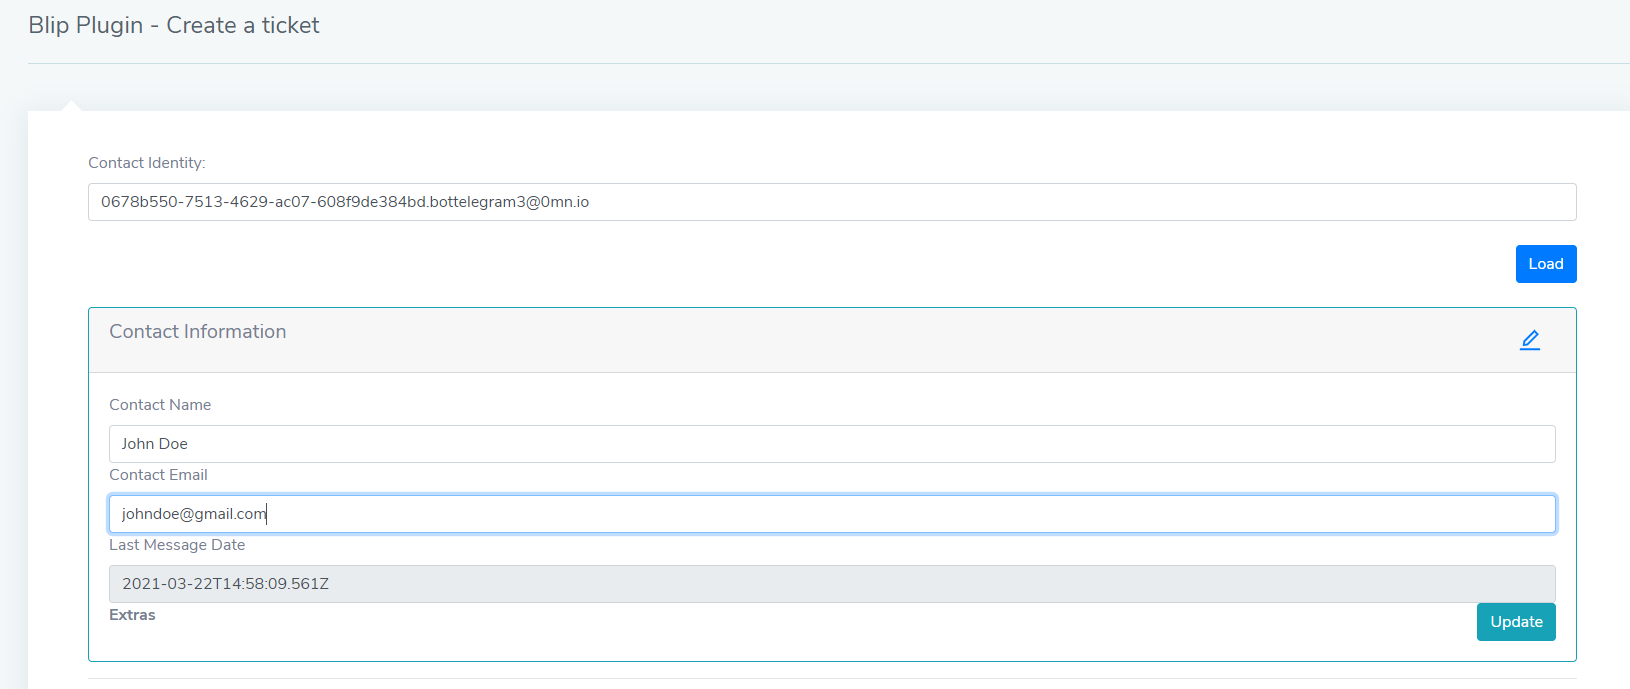 Blip Plugin - Create a ticket
Contact Identity:
0678b550-7513-4629-ac07-608f9de384bd.bottelegram3@0mn.io
Load
Contact Information
Contact Name
John Doe
Contact Email
johndoe@gmail.com
Last Message Date
2021-03-22T14:58:09.561Z
Extras
Update